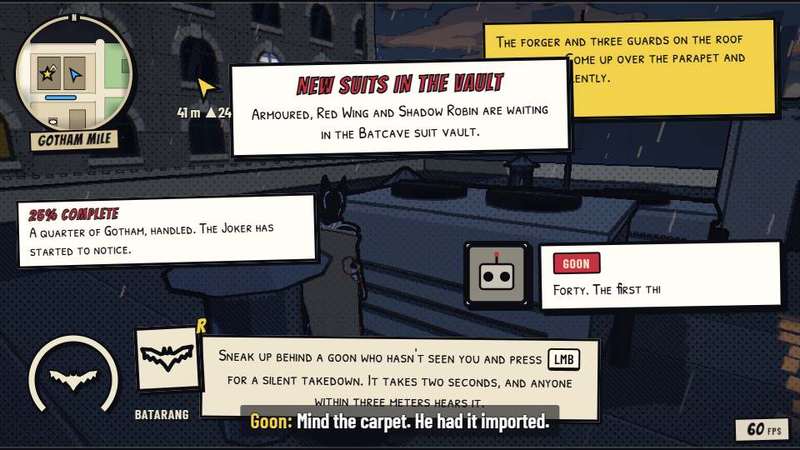 N
GOTHAM MILE
41 m ▲24
The forger and three guards on the roof
Come up over the parapet and
New Suits in the Vault
Armoured, Red Wing and Shadow Robin are waiting
in the Batcave suit vault.
25% Complete
A quarter of Gotham, handled. The Joker has
started to notice.
GOON
Forty. The first thi
R
BATARANG
Sneak up behind a goon who hasn't seen you and press LMB
for a silent takedown. It takes two seconds, and anyone
within three meters hears it.
Goon: Mind the carpet. He had it imported.
60 FPS